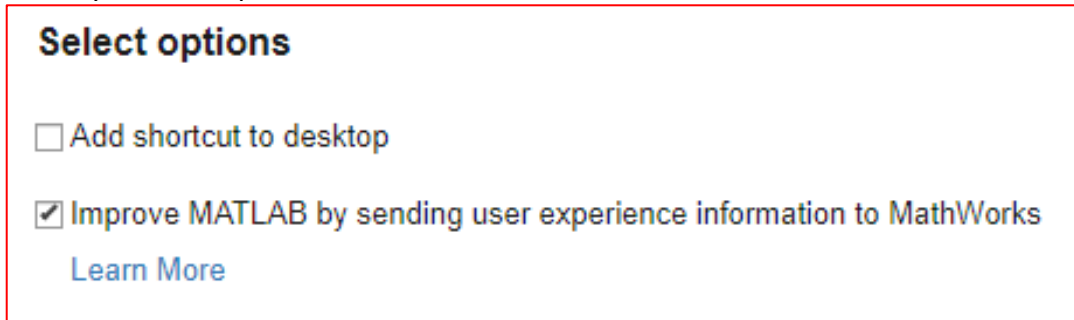 Select options
Add shortcut to desktop
Improve MATLAB by sending user experience information to MathWorks
Learn More